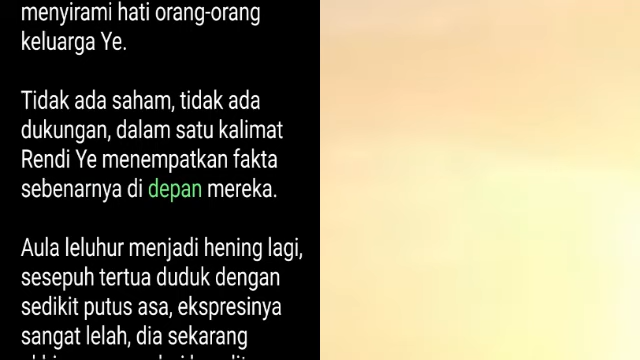 menyirami hati orang-orang
keluarga Ye.
Tidak ada saham, tidak ada
dukungan, dalam satu kalimat
Rendi Ye menempatkan fakta
sebenarnya di depan mereka.
Aula leluhur menjadi hening lagi,
sesepuh tertua duduk dengan
sedikit putus asa, ekspresinya
sangat lelah, dia sekarang